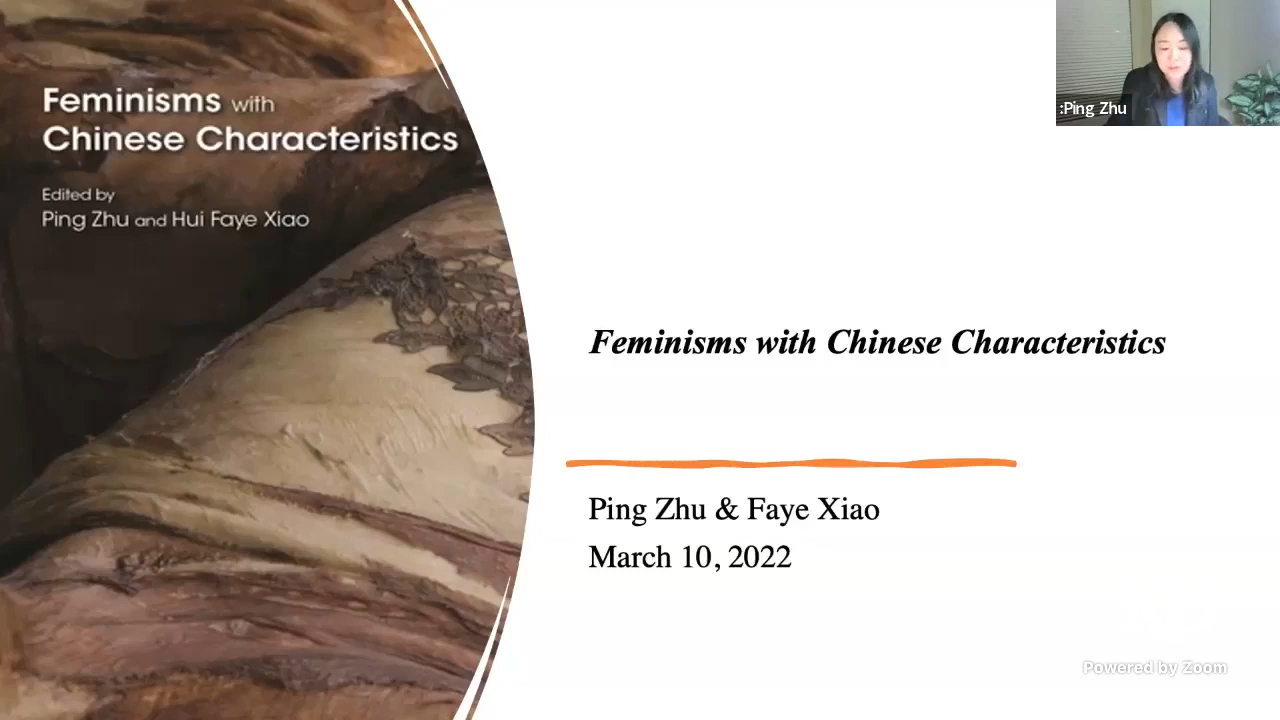 Feminisms with
Chinese Characteristics
Edited by
Ping Zhu and Hui Faye Xiao
:Ping Zhu
Feminisms with Chinese Characteristics
Ping Zhu & Faye Xiao
March 10, 2022
Powered by Zoom